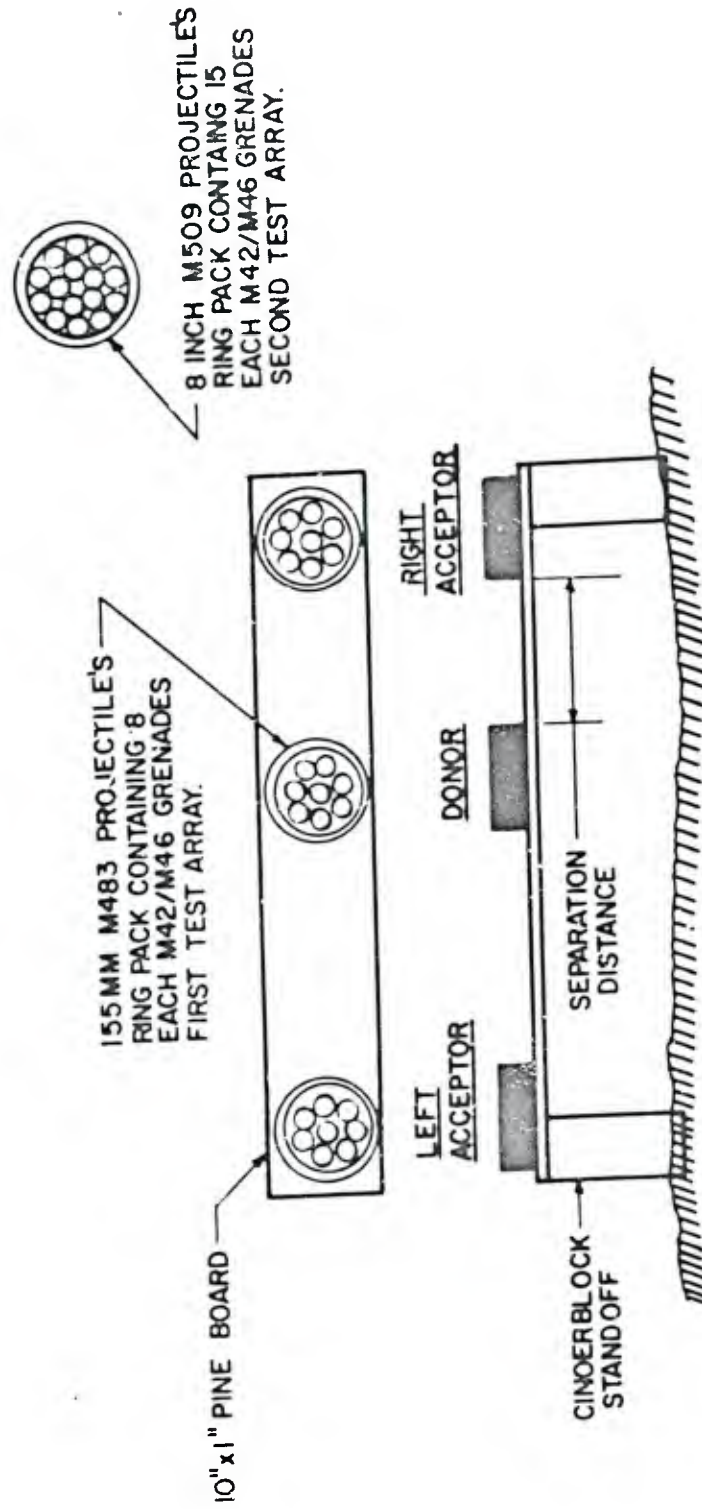 8 INCH M509 PROJECTILE'S
RING PACK CONTAING 15
EACH M42/M46 GRENADES
SECOND TEST ARRAY.
155MM M483 PROJECTILE'S
RING PACK CONTAINING 8
EACH M42/M46 GRENADES
FIRST TEST ARRAY.
10"x1" PINE BOARD
LEFT
ACCEPTOR
DONOR
RIGHT
ACCEPTOR
SEPARATION
DISTANCE
CINDERBLOCK
STANDOFF